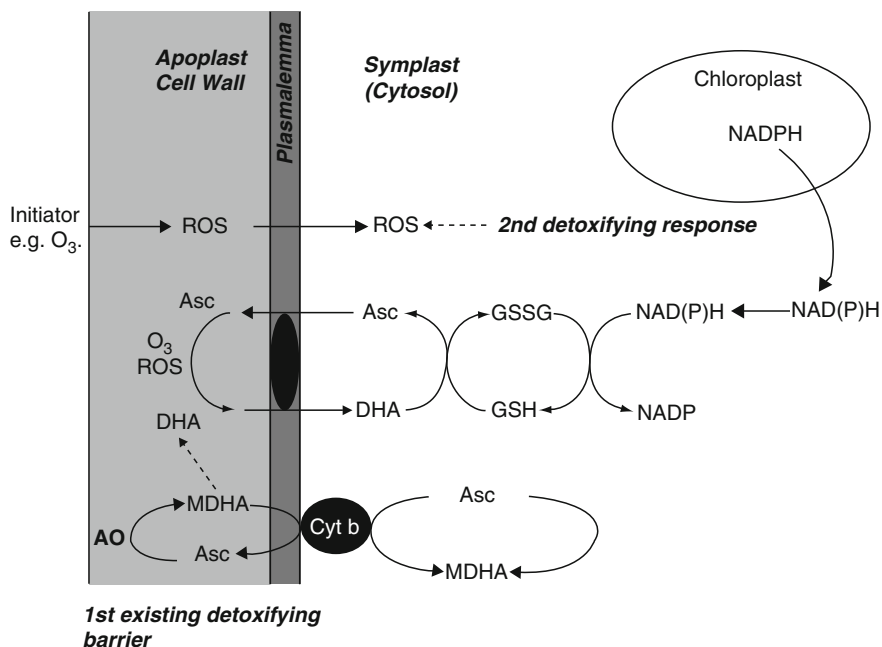 Apoplast
Cell Wall
Plasmalemma
Symplast
(Cytosol)
Chloroplast
NADPH
Initiator
e.g. O₃.
ROS
ROS
2nd detoxifying response
Asc
Asc
GSSG
NAD(P)H
NAD(P)H
O₃
ROS
DHA
DHA
GSH
NADP
MDHA
Asc
AO
Cyt b
Asc
MDHA
1st existing detoxifying
barrier